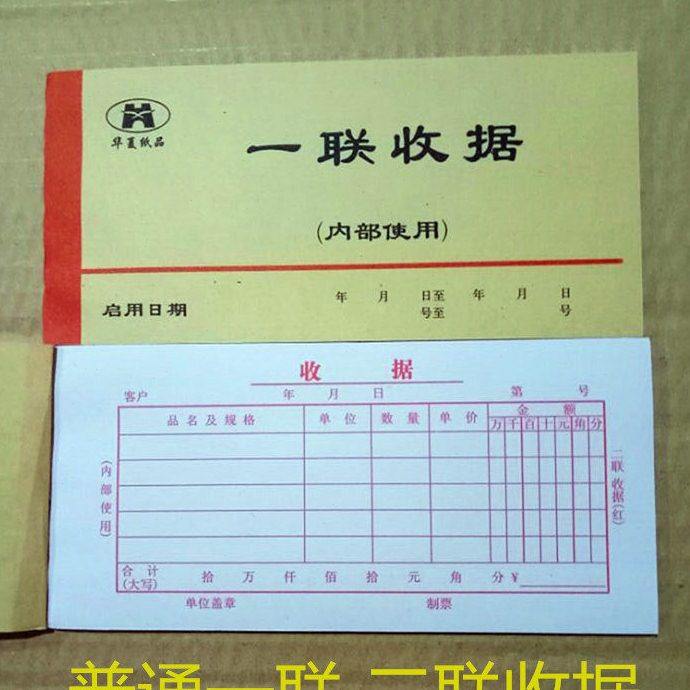 华夏纸品
一联收据
(内部使用)
启用日期
年 月 日至 年 月 日
号至 号
收 据
客户 年 月 日 第 号
品名及规格 单位 数量 单价 金额
万 千 百 十 元 角 分
(内部使用)
二联收据(红)
合计 拾 万 仟 佰 拾 元 角 分 ¥
(大写)
单位盖章 制票
普通一联 二联收据